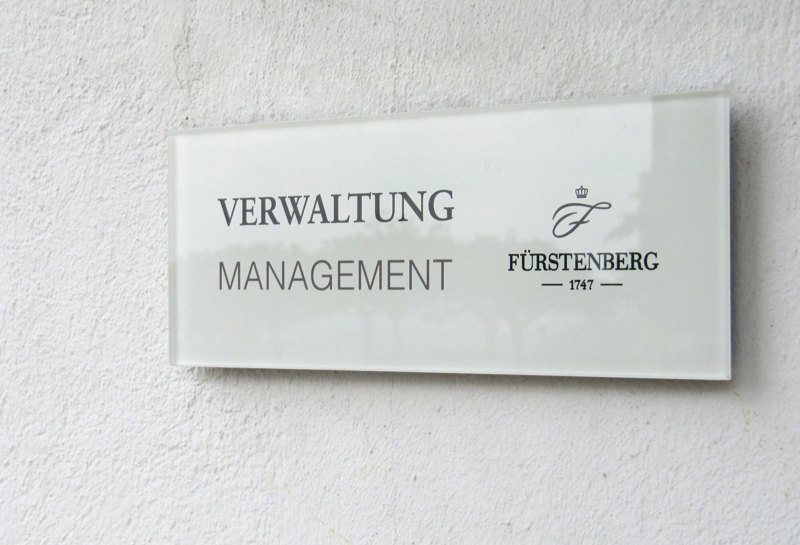 VERWALTUNG
MANAGEMENT
F
FÜRSTENBERG
1747